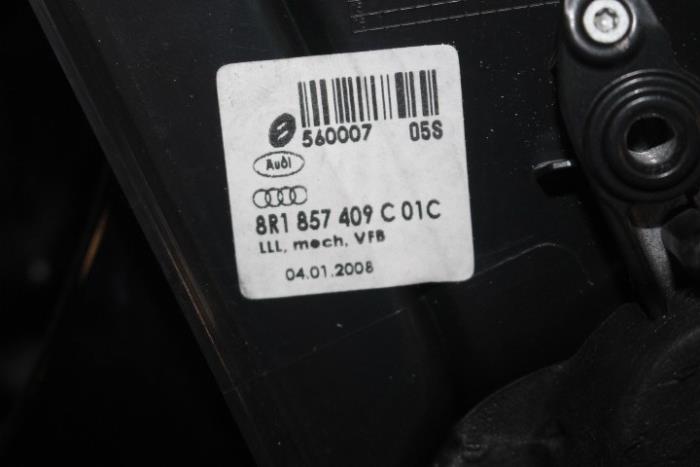 560007 05S
Audi
8R1 857 409 C 01C
LLL, mech, VFB
04.01.2008